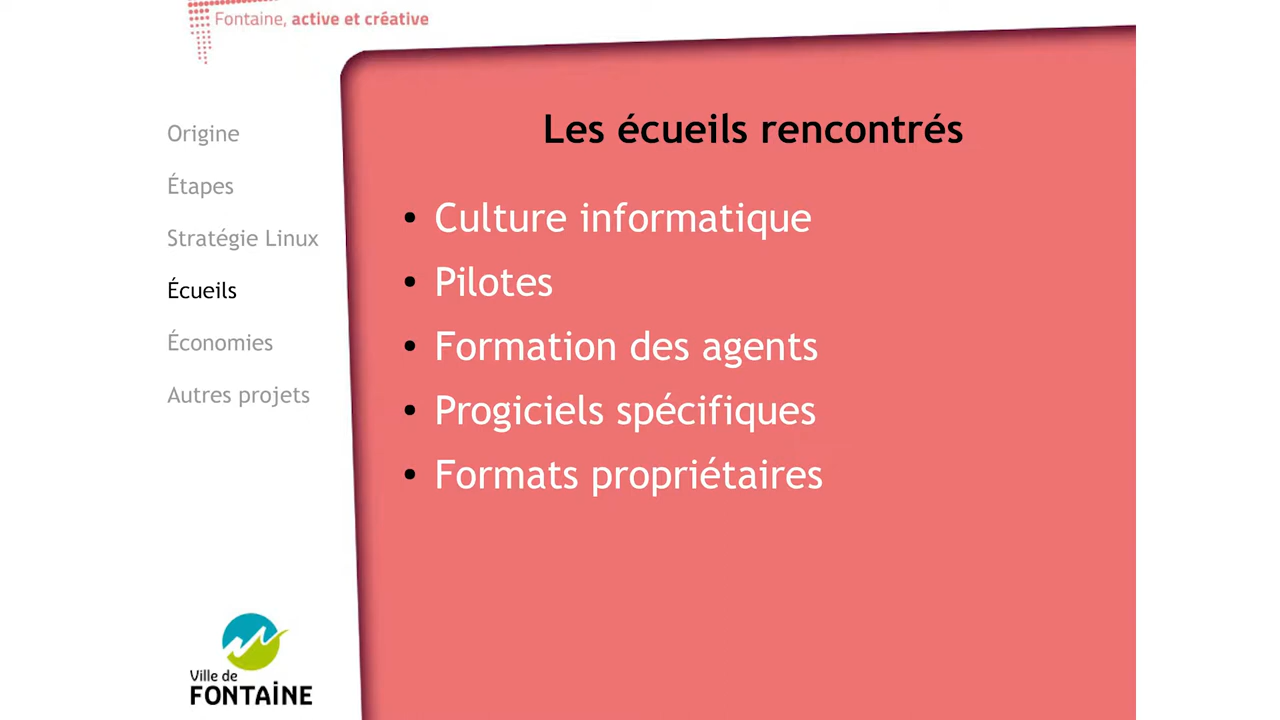 Fontaine, active et créative
Origine
Étapes
Stratégie Linux
Écueils
Économies
Autres projets
Les écueils rencontrés
• Culture informatique
• Pilotes
• Formation des agents
• Progiciels spécifiques
• Formats propriétaires
Ville de
FONTAiNE